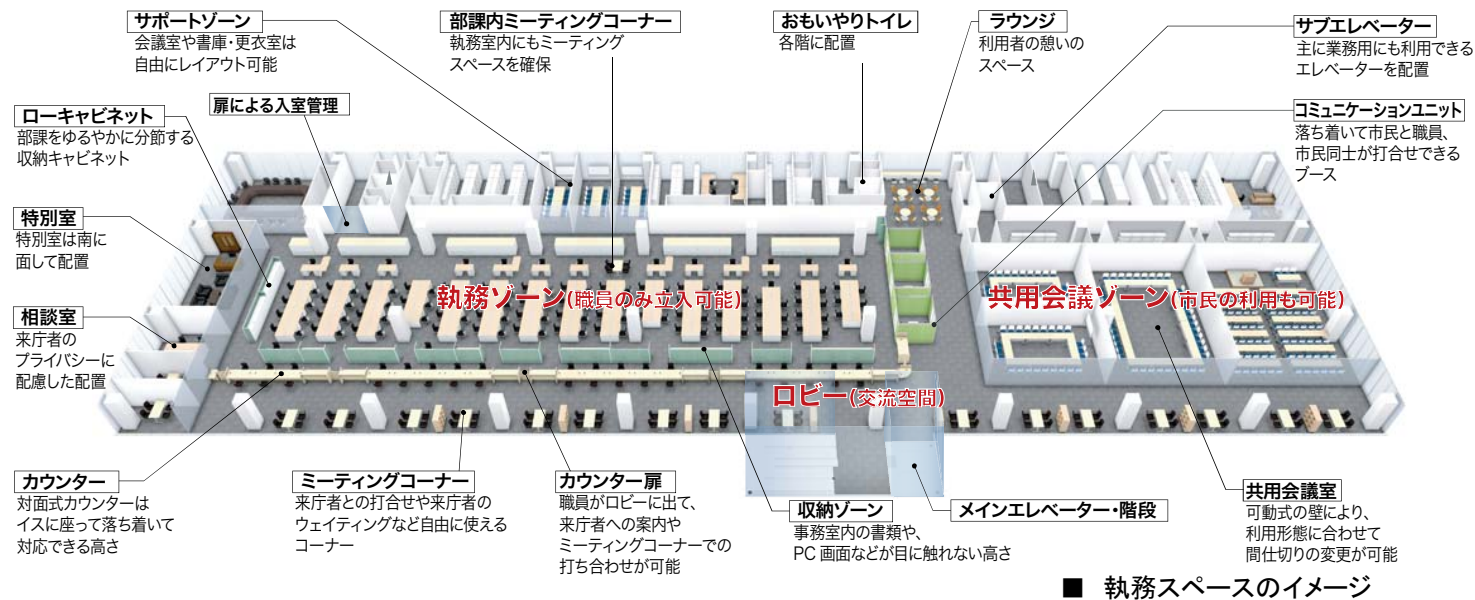 サポートゾーン
会議室や書庫・更衣室は
自由にレイアウト可能
部課内ミーティングコーナー
執務室内にもミーティング
スペースを確保
おもいやりトイレ
各階に配置
ラウンジ
利用者の憩いの
スペース
サブエレベーター
主に業務用にも利用できる
エレベーターを配置
ローキャビネット
部課をゆるやかに分節する
収納キャビネット
扉による入室管理
コミュニケーションユニット
落ち着いて市民と職員、
市民同士が打合せできる
ブース
特別室
特別室は南に
面して配置
執務ゾーン(職員のみ立入可能)
共用会議ゾーン(市民の利用も可能)
相談室
来庁者の
プライバシーに
配慮した配置
ロビー(交流空間)
カウンター
対面式カウンターは
イスに座って落ち着いて
対応できる高さ
ミーティングコーナー
来庁者との打合せや来庁者の
ウェイティングなど自由に使える
コーナー
カウンター扉
職員がロビーに出て、
来庁者への案内や
ミーティングコーナーでの
打ち合わせが可能
収納ゾーン
事務室内の書類や、
PC 画面などが目に触れない高さ
メインエレベーター・階段
共用会議室
可動式の壁により、
利用形態に合わせて
間仕切りの変更が可能
■ 執務スペースのイメージ